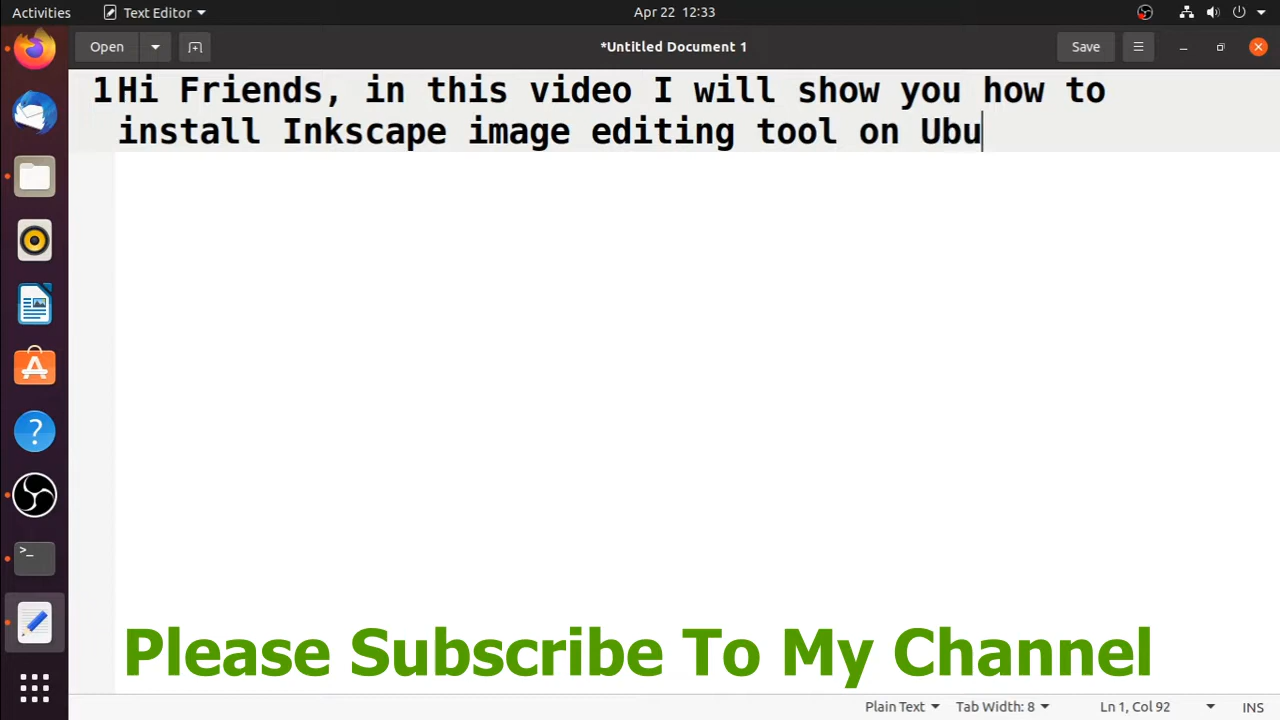 Activities Text Editor Apr 22 12:33
Open *Untitled Document 1 Save
1 Hi Friends, in this video I will show you how to
install Inkscape image editing tool on Ubu
Please Subscribe To My Channel
Plain Text Tab Width: 8 Ln 1, Col 92 INS